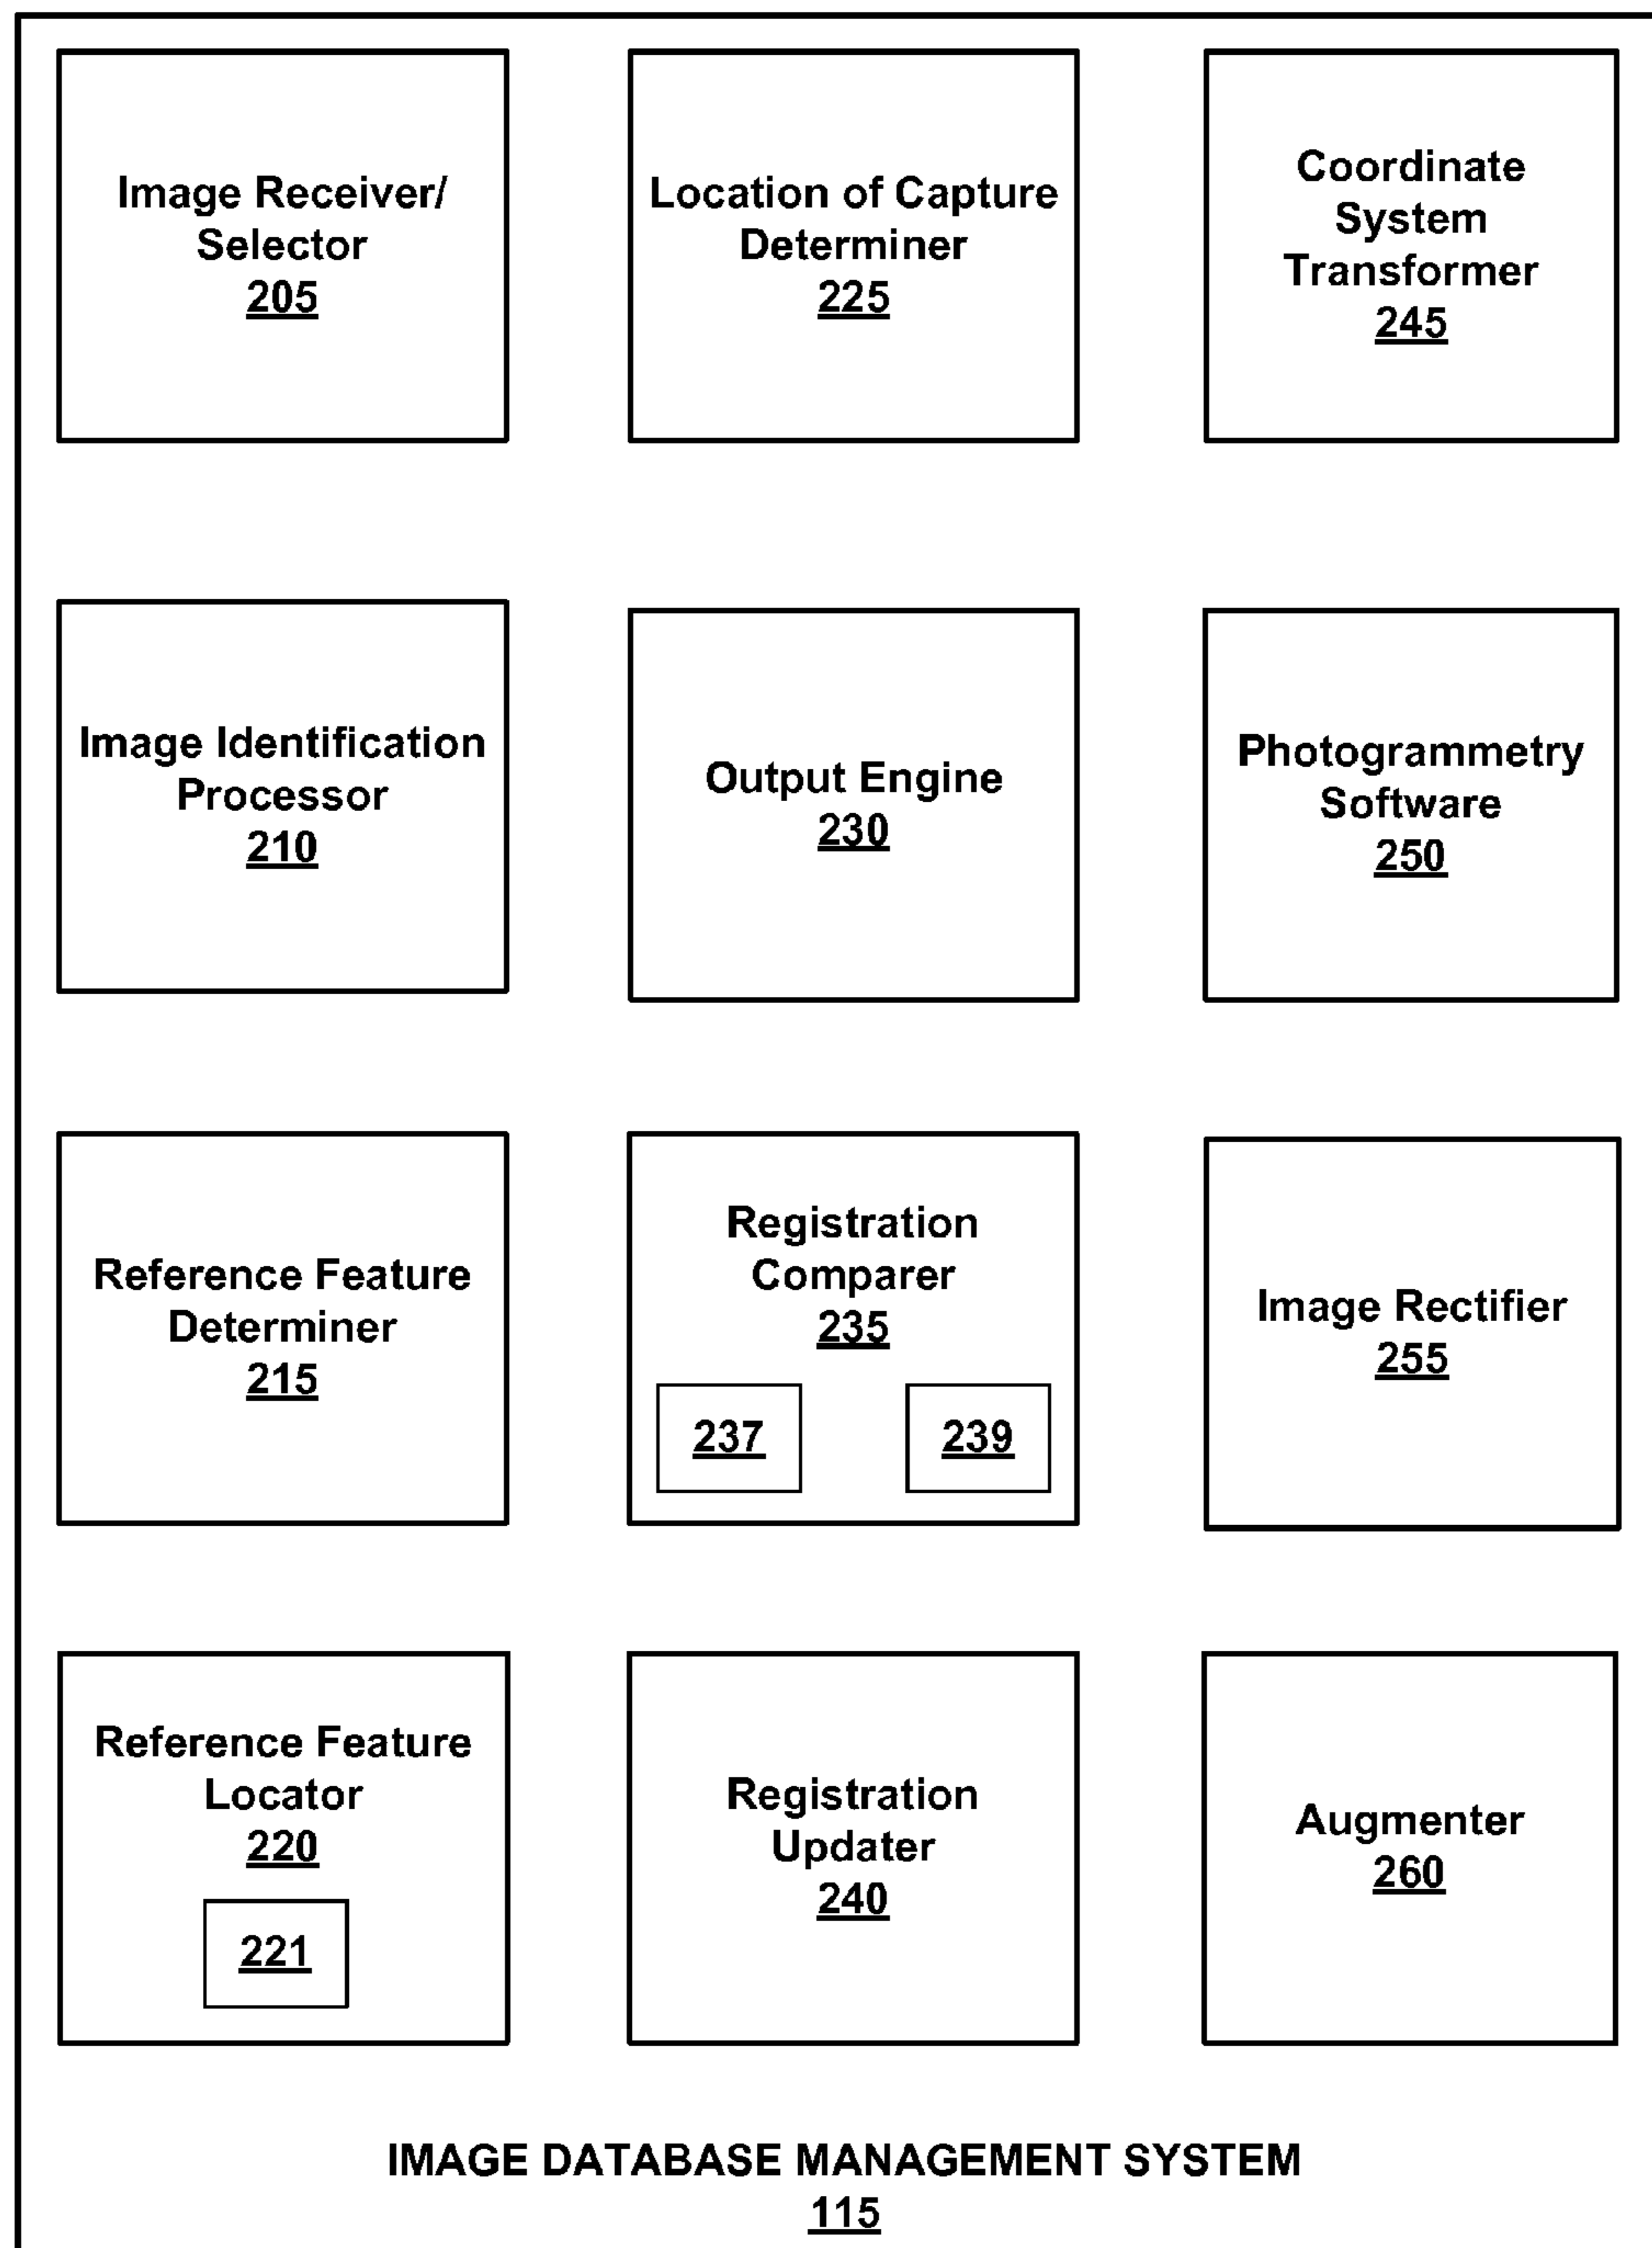 Image Receiver/
Selector
205
Location of Capture
Determiner
225
Coordinate
System
Transformer
245
Image Identification
Processor
210
Output Engine
230
Photogrammetry
Software
250
Reference Feature
Determiner
215
Registration
Comparer
235
237
239
Image Rectifier
255
Reference Feature
Locator
220
221
Registration
Updater
240
Augmenter
260
IMAGE DATABASE MANAGEMENT SYSTEM
115